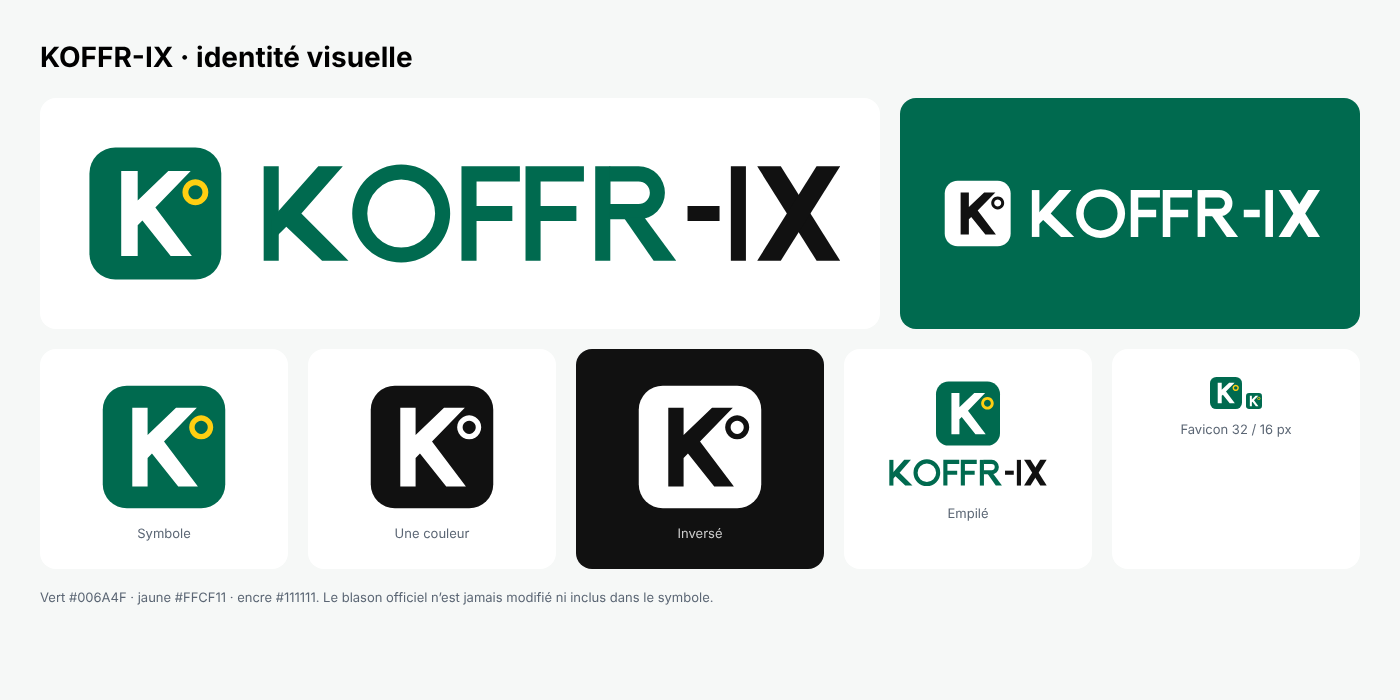 KOFFR-IX · identité visuelle
K° KOFFR-IX
K° KOFFR-IX
K°
Symbole
K°
Une couleur
K°
Inversé
K°
KOFFR-IX
Empilé
K° K°
Favicon 32 / 16 px
Vert #006A4F · jaune #FFCF11 · encre #111111. Le blason officiel n’est jamais modifié ni inclus dans le symbole.